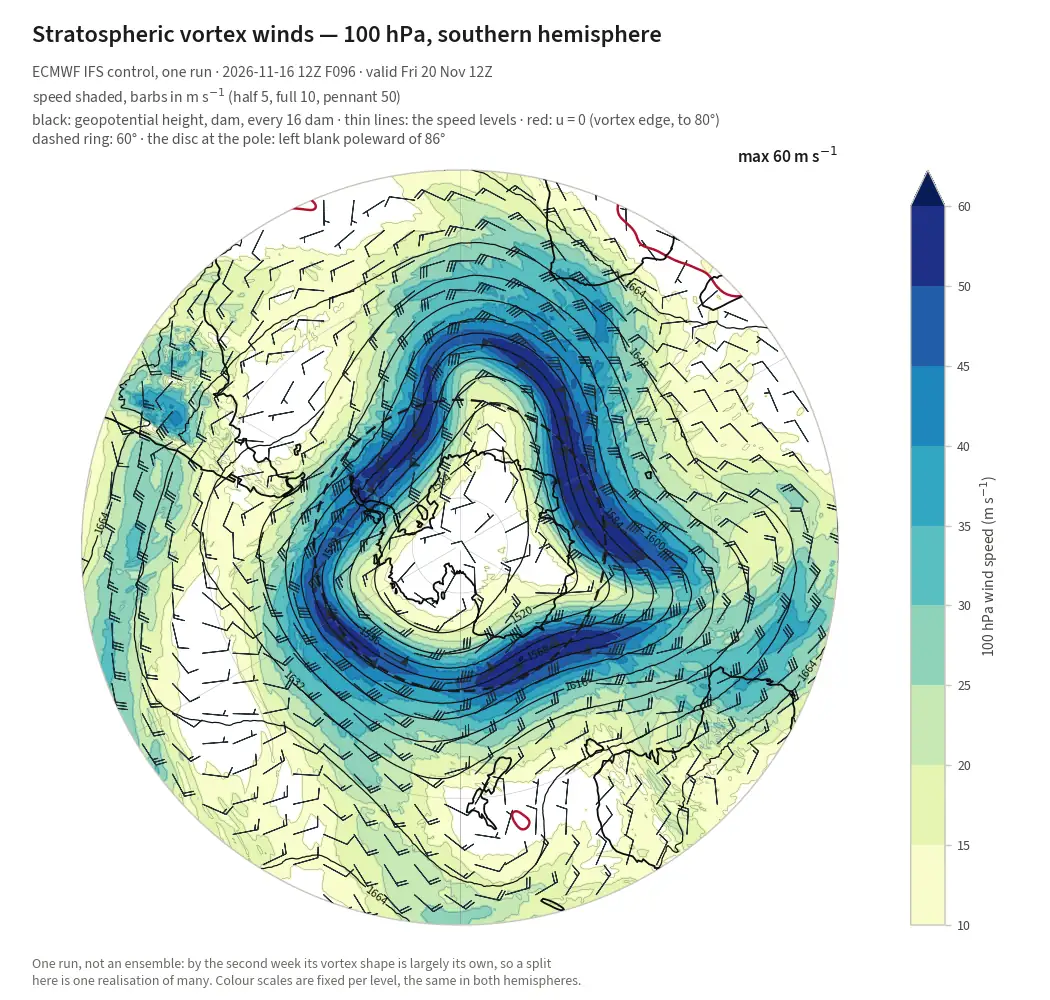 Stratospheric vortex winds — 100 hPa, southern hemisphere
ECMWF IFS control, one run · 2026-11-16 12Z F096 · valid Fri 20 Nov 12Z
speed shaded, barbs in m s⁻¹ (half 5, full 10, pennant 50)
black: geopotential height, dam, every 16 dam · thin lines: the speed levels · red: u = 0 (vortex edge, to 80°)
dashed ring: 60° · the disc at the pole: left blank poleward of 86°
max 60 m s⁻¹
60
50
45
40
35
30
25
20
15
10
100 hPa wind speed (m s⁻¹)
1664
1648
1664
1584
1600
1520
1568
1616
1632
1664
1664
One run, not an ensemble: by the second week its vortex shape is largely its own, so a split
here is one realisation of many. Colour scales are fixed per level, the same in both hemispheres.